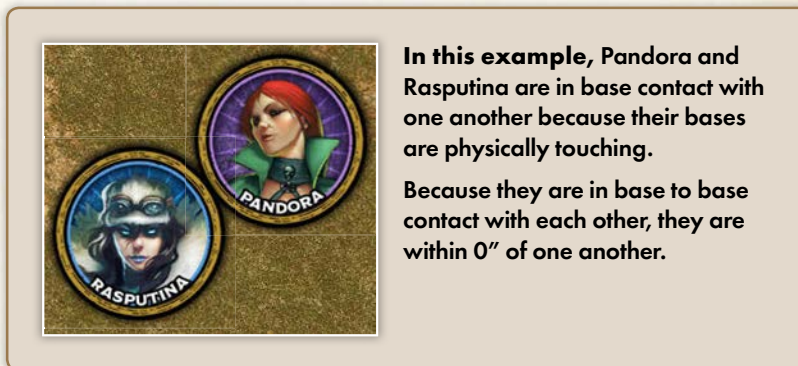 In this example, Pandora and
Rasputina are in base contact with
one another because their bases
are physically touching.
Because they are in base to base
contact with each other, they are
within 0” of one another.
PANDORA
RASPUTINA